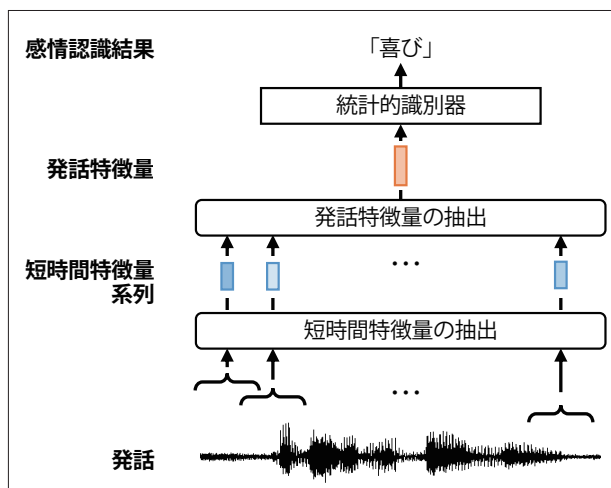 感情認識結果
「喜び」
統計的識別器
発話特徴量
発話特徴量の抽出
短時間特徴量
系列
…
短時間特徴量の抽出
…
発話